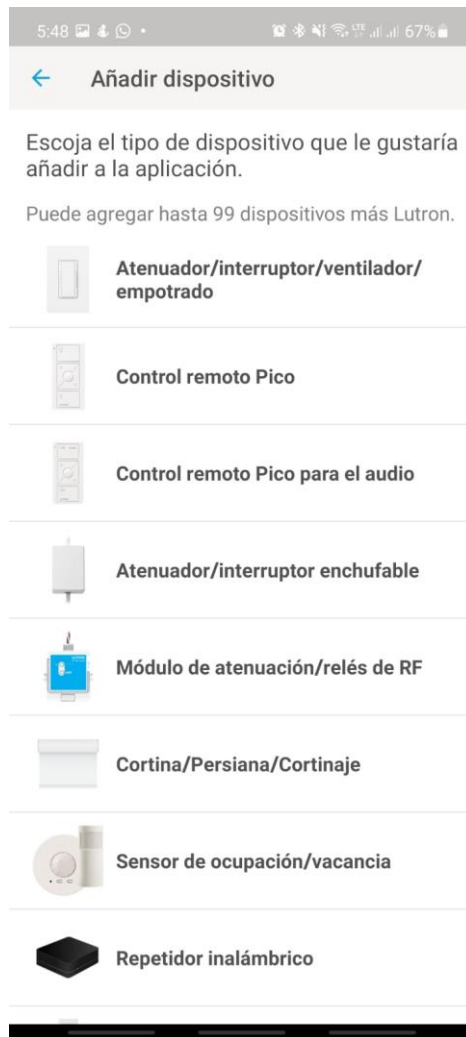 5:48
LTE 67%
Añadir dispositivo
Escoja el tipo de dispositivo que le gustaría
añadir a la aplicación.
Puede agregar hasta 99 dispositivos más Lutron.
Atenuador/interruptor/ventilador/
empotrado
Control remoto Pico
Control remoto Pico para el audio
Atenuador/interruptor enchufable
Módulo de atenuación/relés de RF
Cortina/Persiana/Cortinaje
Sensor de ocupación/vacancia
Repetidor inalámbrico